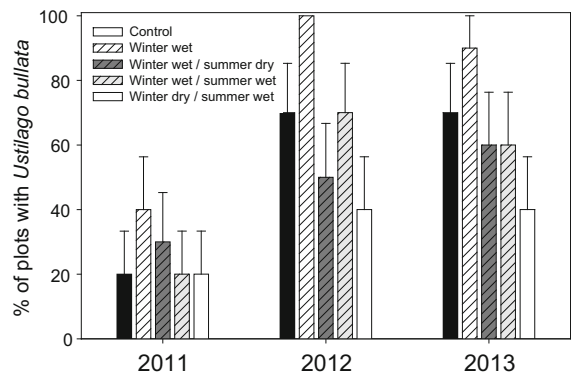 % of plots with Ustilago bullata
100
80
60
40
20
0
Control
Winter wet
Winter wet / summer dry
Winter wet / summer wet
Winter dry / summer wet
2011
2012
2013